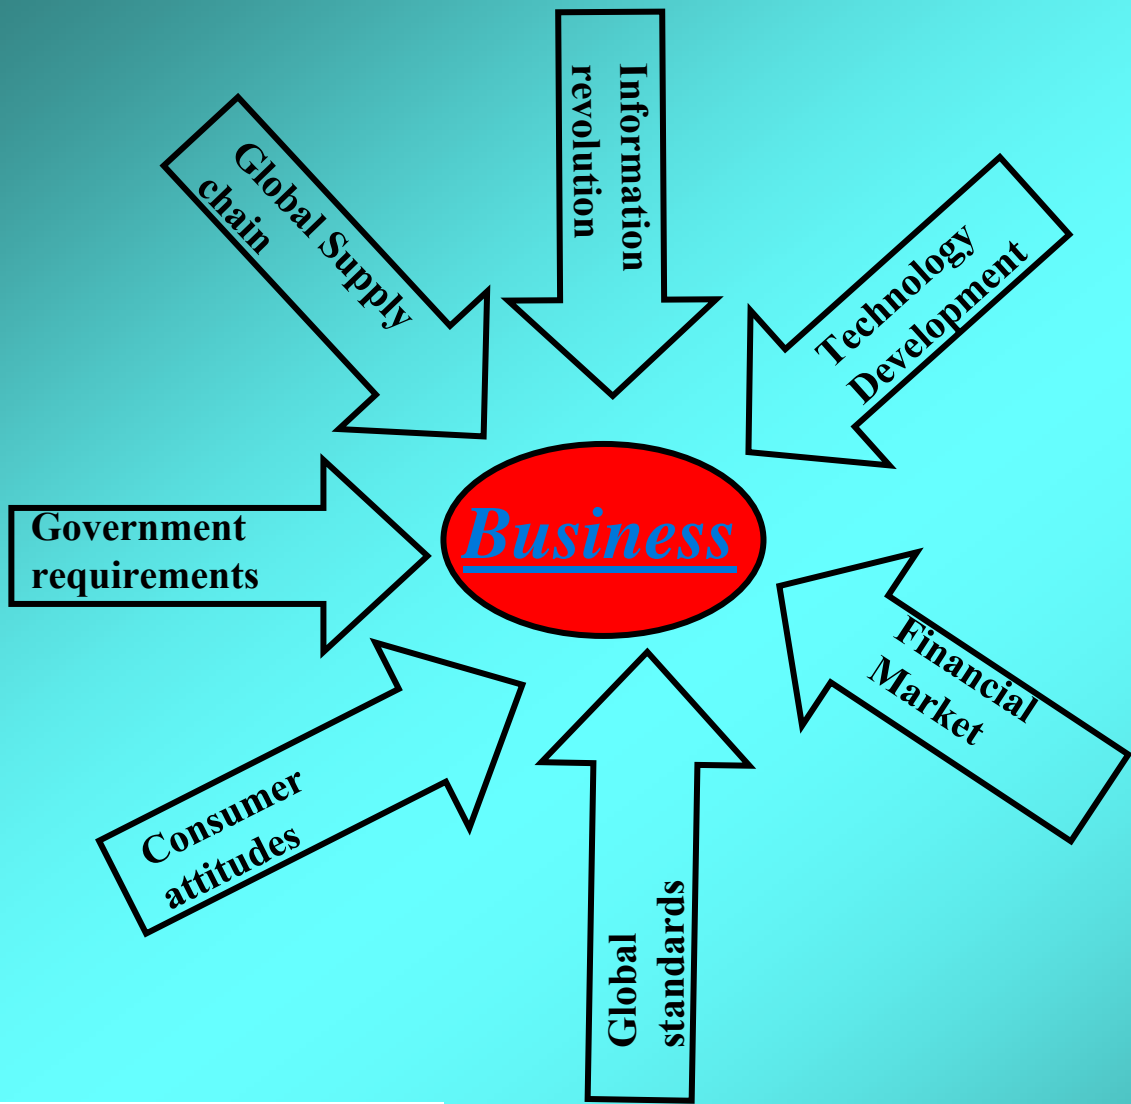 Information
revolution
Global Supply
chain
Technology
Development
Government
requirements
Business
Financial
Market
Consumer
attitudes
Global
standards